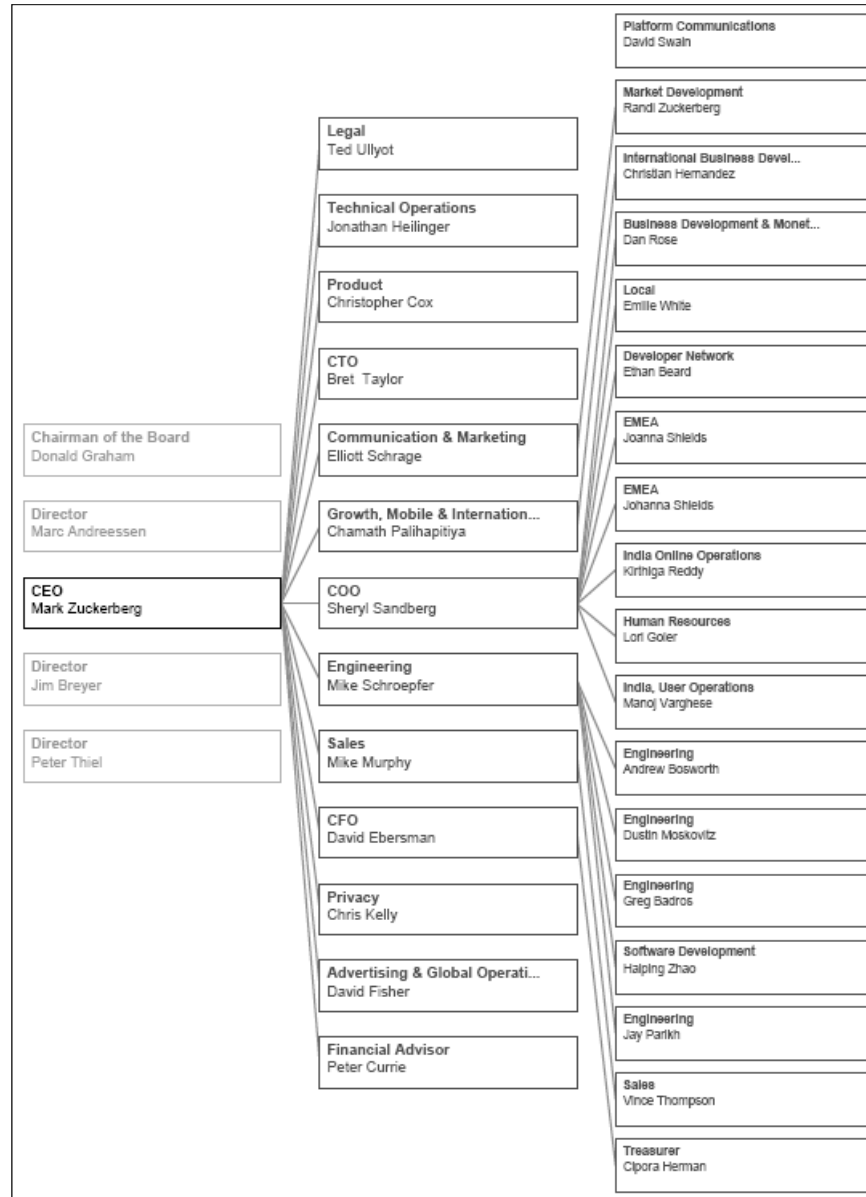 Chairman of the Board
Donald Graham
Director
Marc Andreessen
CEO
Mark Zuckerberg
Director
Jim Breyer
Director
Peter Thiel
Legal
Ted Ullyot
Technical Operations
Jonathan Heilinger
Product
Christopher Cox
CTO
Bret Taylor
Communication & Marketing
Elliott Schrage
Growth, Mobile & Internation...
Chamath Palihapitiya
COO
Sheryl Sandberg
Engineering
Mike Schroepfer
Sales
Mike Murphy
CFO
David Ebersman
Privacy
Chris Kelly
Advertising & Global Operati...
David Fisher
Financial Advisor
Peter Currie
Platform Communications
David Swain
Market Development
Randi Zuckerberg
International Business Devel...
Christian Hernandez
Business Development & Monet...
Dan Rose
Local
Emilie White
Developer Network
Ethan Beard
EMEA
Joanna Shields
EMEA
Johanna Shields
India Online Operations
Kirthiga Reddy
Human Resources
Lori Goler
India, User Operations
Manoj Varghese
Engineering
Andrew Bosworth
Engineering
Dustin Moskovitz
Engineering
Greg Badros
Software Development
Haiping Zhao
Engineering
Jay Parikh
Sales
Vince Thompson
Treasurer
Cipora Herman